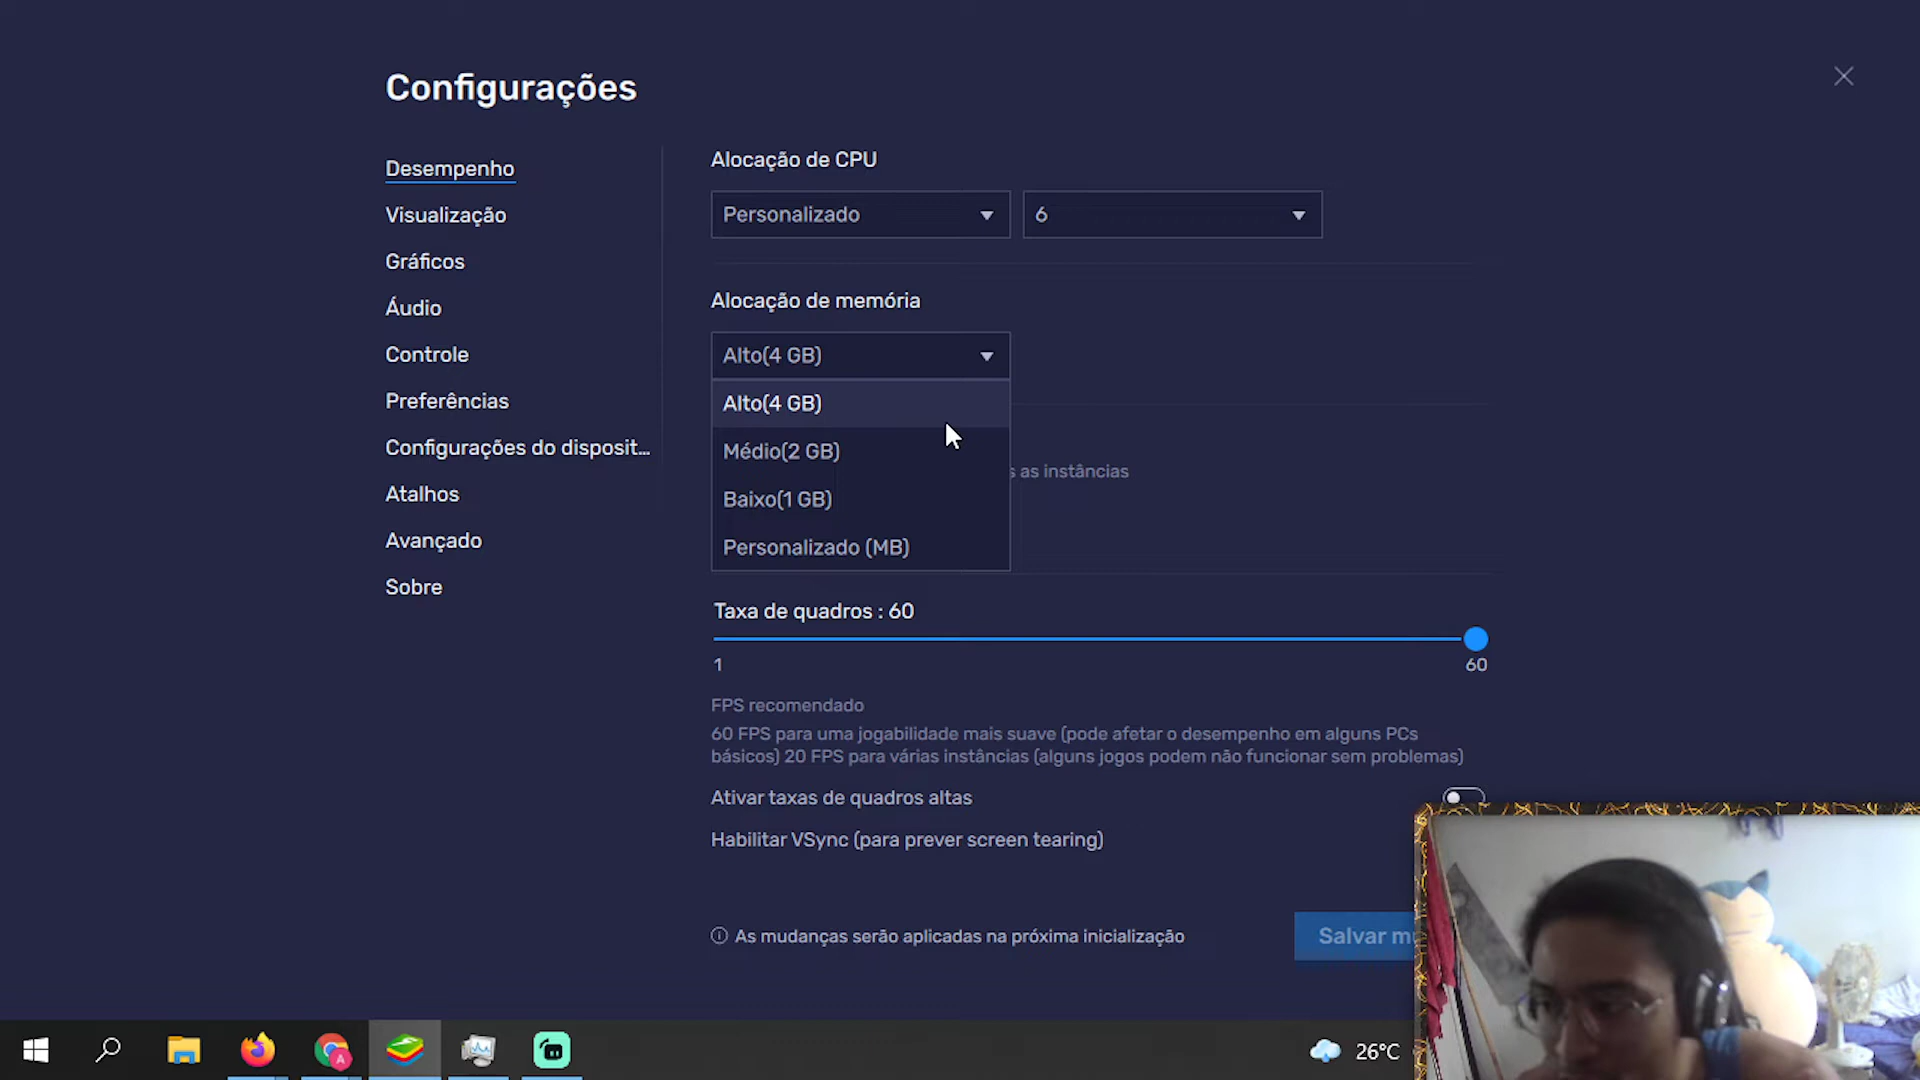 Configurações
Desempenho
Visualização
Gráficos
Áudio
Controle
Preferências
Configurações do disposit...
Atalhos
Avançado
Sobre
Alocação de CPU
Personalizado
6
Alocação de memória
Alto(4 GB)
Alto(4 GB)
Médio(2 GB)
Baixo(1 GB)
Personalizado (MB)
s as instâncias
Taxa de quadros : 60
1
60
FPS recomendado
60 FPS para uma jogabilidade mais suave (pode afetar o desempenho em alguns PCs
básicos) 20 FPS para várias instâncias (alguns jogos podem não funcionar sem problemas)
Ativar taxas de quadros altas
Habilitar VSync (para prever screen tearing)
As mudanças serão aplicadas na próxima inicialização
Salvar
A
26°C